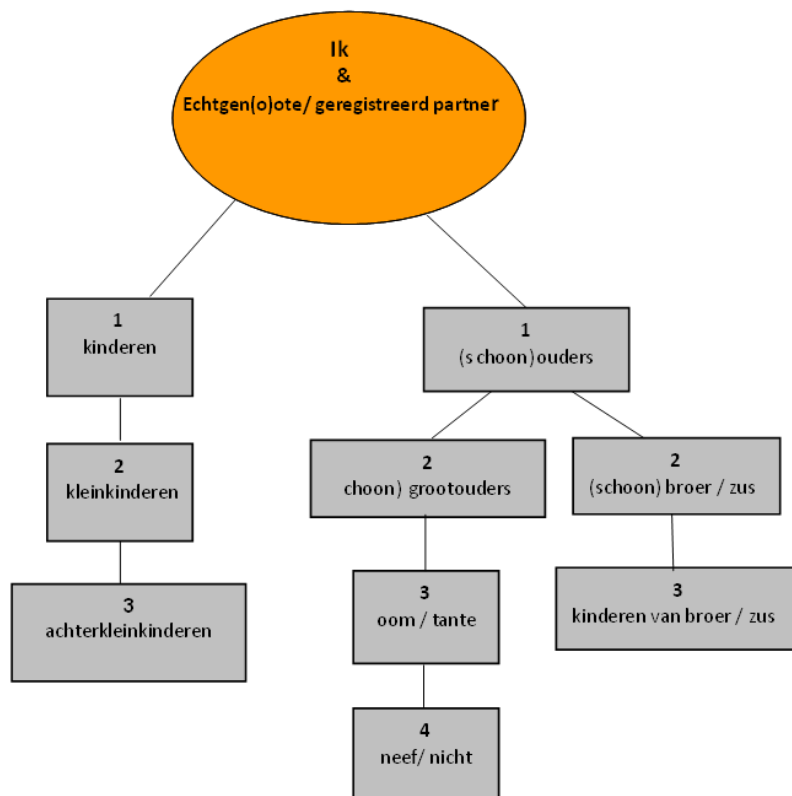 Ik
&
Echtgen(o)ote/ geregistreerd partner
1
kinderen
1
(schoon)ouders
2
kleinkinderen
2
choon) grootouders
2
(schoon) broer / zus
3
achterkleinkinderen
3
oom / tante
3
kinderen van broer / zus
4
neef/ nicht